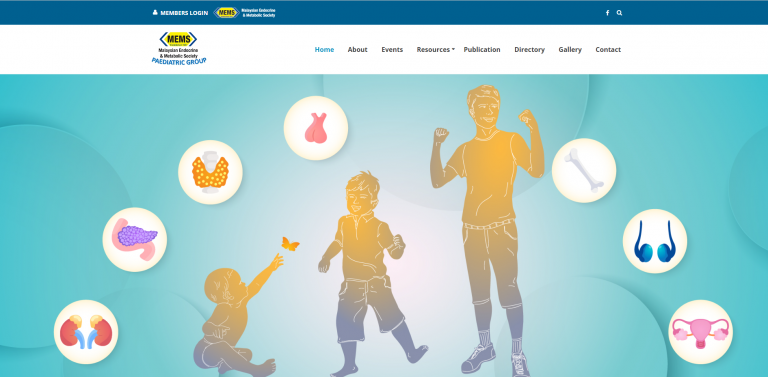 MEMBERS LOGIN
MEMS
Malaysian Endocrine
& Metabolic Society
MEMS
Malaysian Endocrine
& Metabolic Society
PAEDIATRIC GROUP
Home About Events Resources Publication Directory Gallery Contact